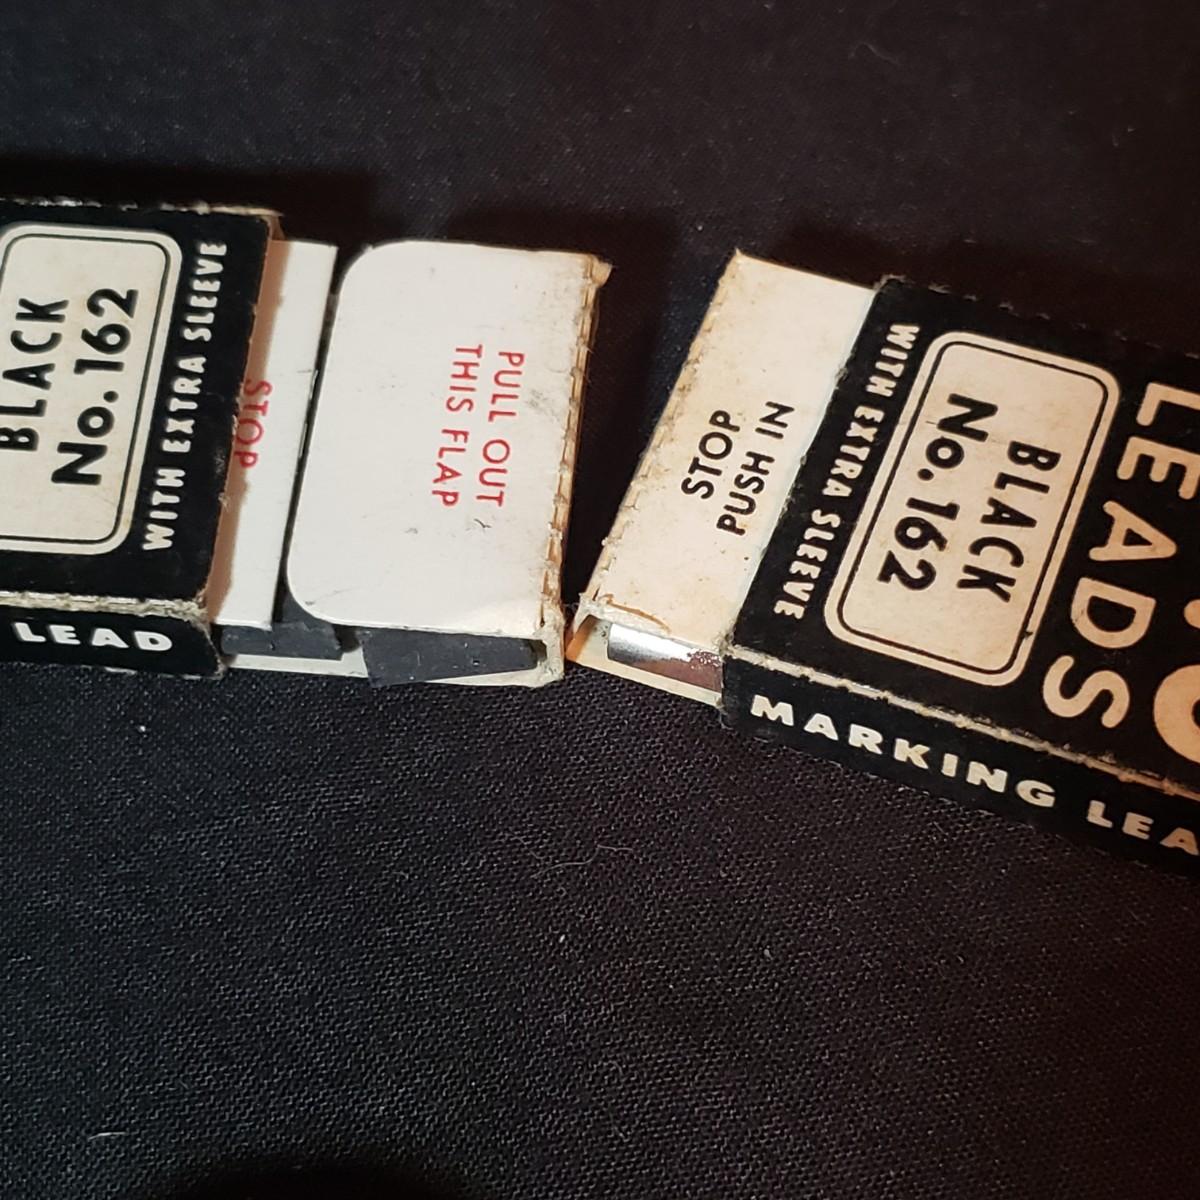 BLACK
No. 162
WITH EXTRA SLEEVE
LEAD
STOP
PULL OUT
THIS FLAP
STOP
PUSH IN
WITH EXTRA SLEEVE
BLACK
No. 162
LEADS
MARKING LEA